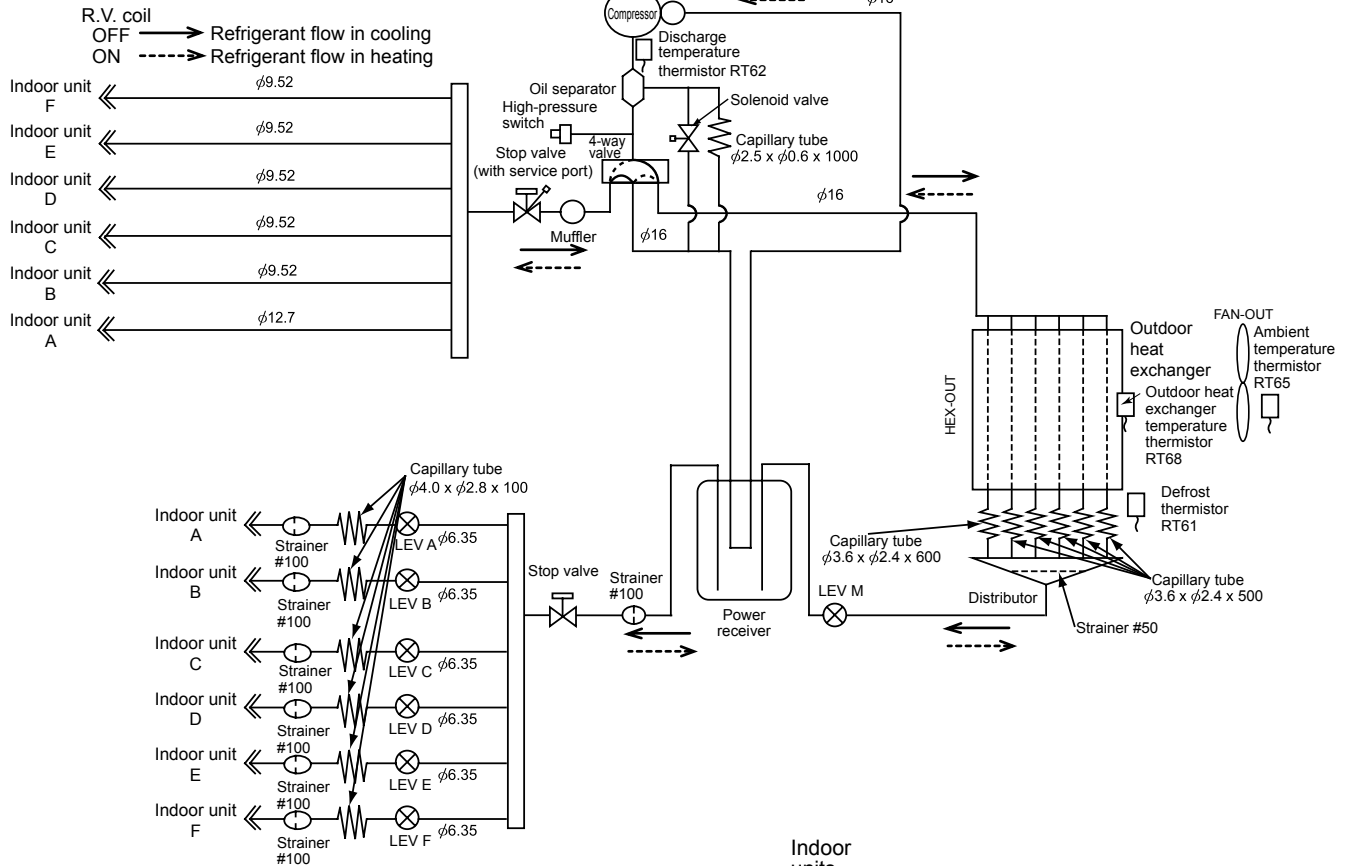 R.V. coil
OFF Refrigerant flow in cooling
ON Refrigerant flow in heating
Compressor
Discharge
temperature
thermistor RT62
Oil separator
High-pressure
switch
4-way
valve
Solenoid valve
Capillary tube
ϕ2.5 x ϕ0.6 x 1000
Stop valve
(with service port)
Muffler
ϕ16
ϕ16
Indoor unit
F
ϕ9.52
Indoor unit
E
ϕ9.52
Indoor unit
D
ϕ9.52
Indoor unit
C
ϕ9.52
Indoor unit
B
ϕ9.52
Indoor unit
A
ϕ12.7
FAN-OUT
Outdoor
heat
exchanger
Ambient
temperature
thermistor
RT65
HEX-OUT
Outdoor heat
exchanger
temperature
thermistor
RT68
Defrost
thermistor
RT61
Capillary tube
ϕ3.6 x ϕ2.4 x 600
Capillary tube
ϕ3.6 x ϕ2.4 x 500
Distributor
Strainer #50
LEV M
Power
receiver
Strainer
#100
Stop valve
Capillary tube
ϕ4.0 x ϕ2.8 x 100
Indoor unit
A
Strainer
#100
LEV A
ϕ6.35
Indoor unit
B
Strainer
#100
LEV B
ϕ6.35
Indoor unit
C
Strainer
#100
LEV C
ϕ6.35
Indoor unit
D
Strainer
#100
LEV D
ϕ6.35
Indoor unit
E
Strainer
#100
LEV E
ϕ6.35
Indoor unit
F
Strainer
#100
LEV F
ϕ6.35
Indoor